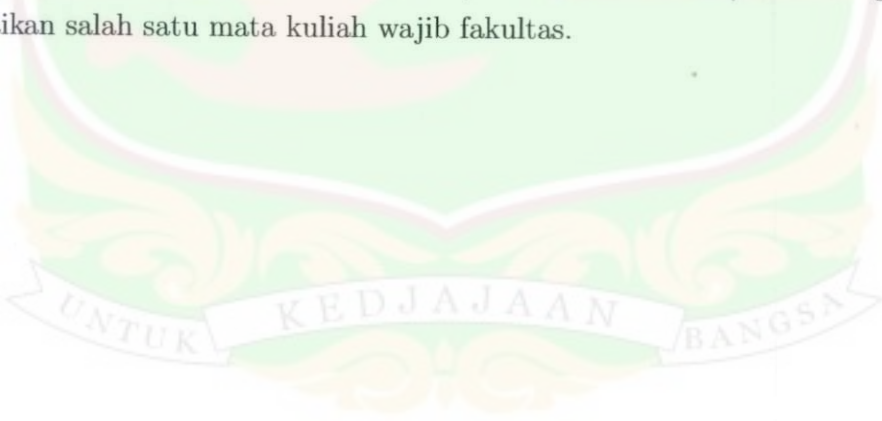 ikan salah satu mata kuliah wajib fakultas.
UNTUK KEDJAJAAN BANGSA